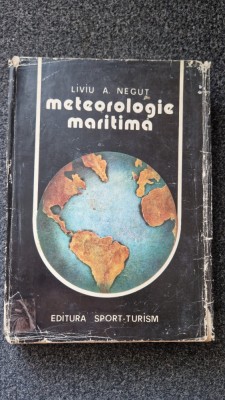 LIVIU A. NEGUȚ
meteorologie
maritimă
EDITURA SPORT-TURISM